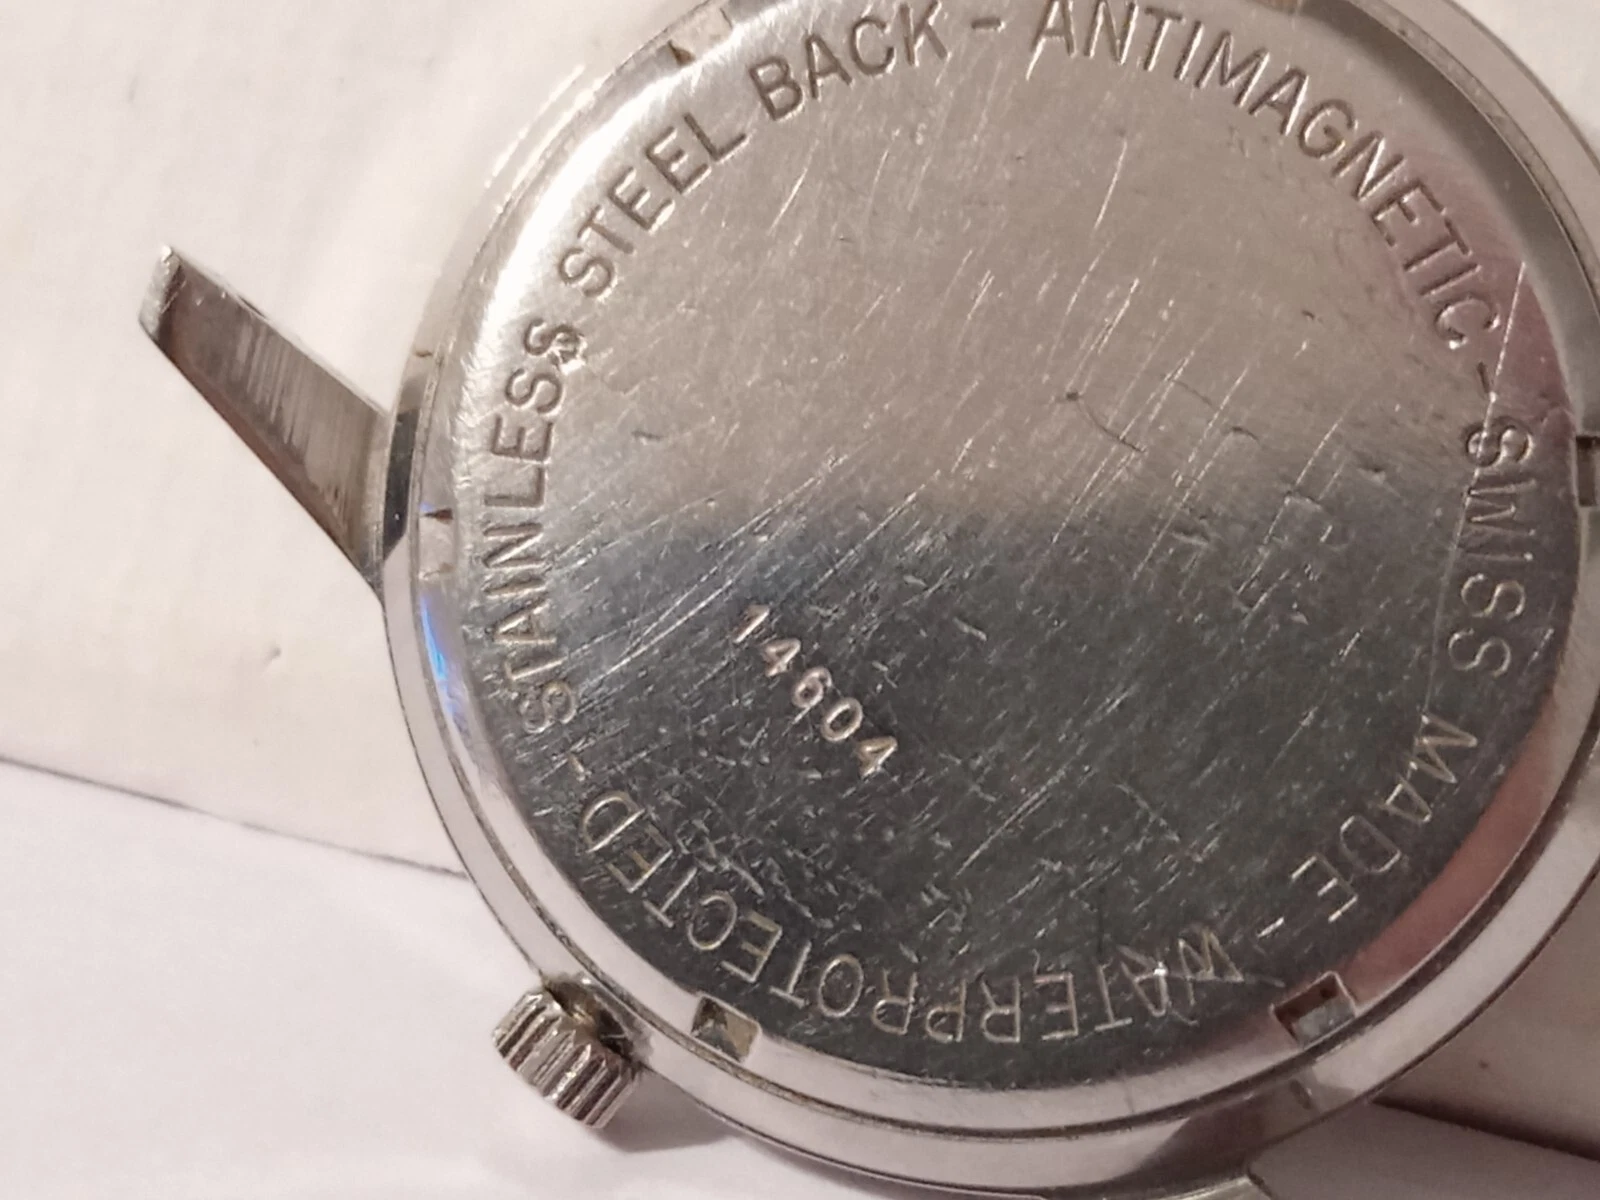 STAINLESS STEEL BACK - ANTIMAGNETIC - SWISS MADE - WATERPROTECTED -
14604